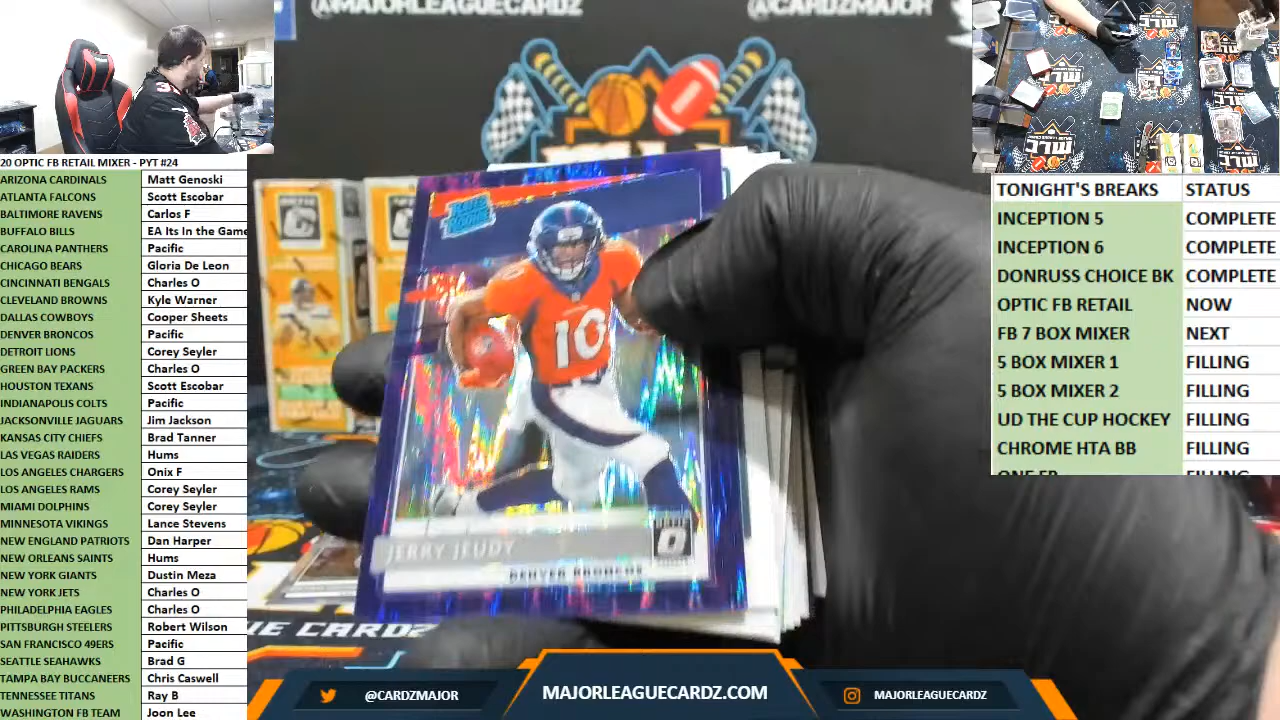 @MAJORLEAGUECARDZ
@CARDZMAJOR
20 OPTIC FB RETAIL MIXER - PYT #24
ARIZONA CARDINALS Matt Genoski
ATLANTA FALCONS Scott Escobar
BALTIMORE RAVENS Carlos F
BUFFALO BILLS EA Its In the Game
CAROLINA PANTHERS Pacific
CHICAGO BEARS Gloria De Leon
CINCINNATI BENGALS Charles O
CLEVELAND BROWNS Kyle Warner
DALLAS COWBOYS Cooper Sheets
DENVER BRONCOS Pacific
DETROIT LIONS Corey Seyler
GREEN BAY PACKERS Charles O
HOUSTON TEXANS Scott Escobar
INDIANAPOLIS COLTS Pacific
JACKSONVILLE JAGUARS Jim Jackson
KANSAS CITY CHIEFS Brad Tanner
LAS VEGAS RAIDERS Hums
LOS ANGELES CHARGERS Onix F
LOS ANGELES RAMS Corey Seyler
MIAMI DOLPHINS Corey Seyler
MINNESOTA VIKINGS Lance Stevens
NEW ENGLAND PATRIOTS Dan Harper
NEW ORLEANS SAINTS Hums
NEW YORK GIANTS Dustin Meza
NEW YORK JETS Charles O
PHILADELPHIA EAGLES Charles O
PITTSBURGH STEELERS Robert Wilson
SAN FRANCISCO 49ERS Pacific
SEATTLE SEAHAWKS Brad G
TAMPA BAY BUCCANEERS Chris Caswell
TENNESSEE TITANS Ray B
WASHINGTON FB TEAM Joon Lee
10
10
JERRY JEUDY
DENVER BRONCOS
CARDZ
TONIGHT'S BREAKS STATUS
INCEPTION 5 COMPLETE
INCEPTION 6 COMPLETE
DONRUSS CHOICE BK COMPLETE
OPTIC FB RETAIL NOW
FB 7 BOX MIXER NEXT
5 BOX MIXER 1 FILLING
5 BOX MIXER 2 FILLING
UD THE CUP HOCKEY FILLING
CHROME HTA BB FILLING
@CARDZMAJOR
MAJORLEAGUECARDZ.COM
MAJORLEAGUECARDZ